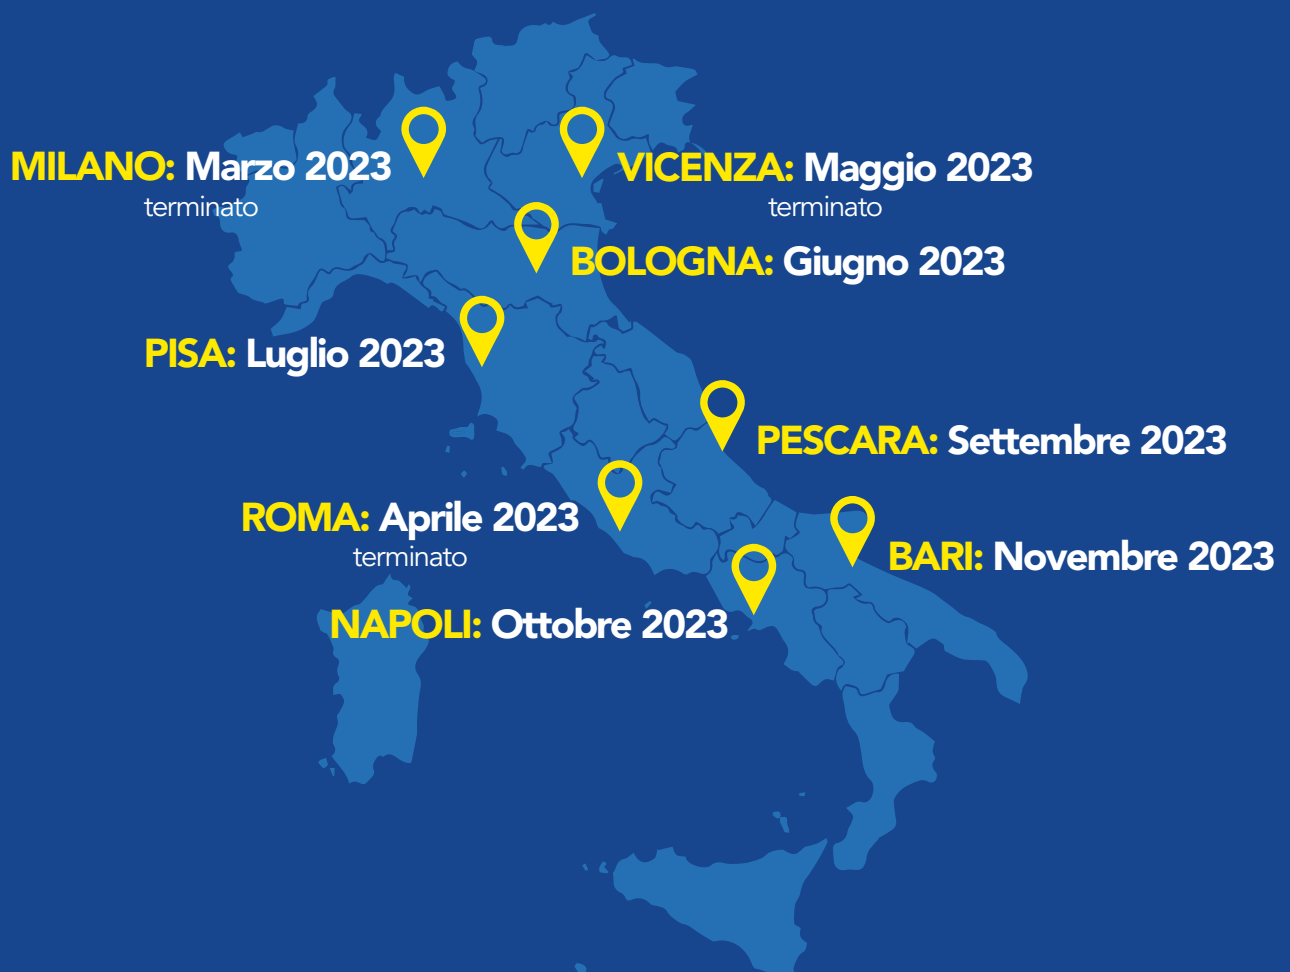 MILANO: Marzo 2023
terminato
VICENZA: Maggio 2023
terminato
BOLOGNA: Giugno 2023
PISA: Luglio 2023
PESCARA: Settembre 2023
ROMA: Aprile 2023
terminato
BARI: Novembre 2023
NAPOLI: Ottobre 2023